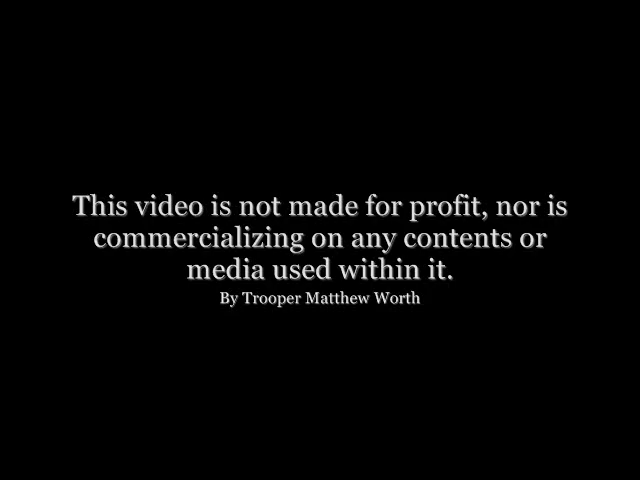 This video is not made for profit, nor is
commercializing on any contents or
media used within it.
By Trooper Matthew Worth